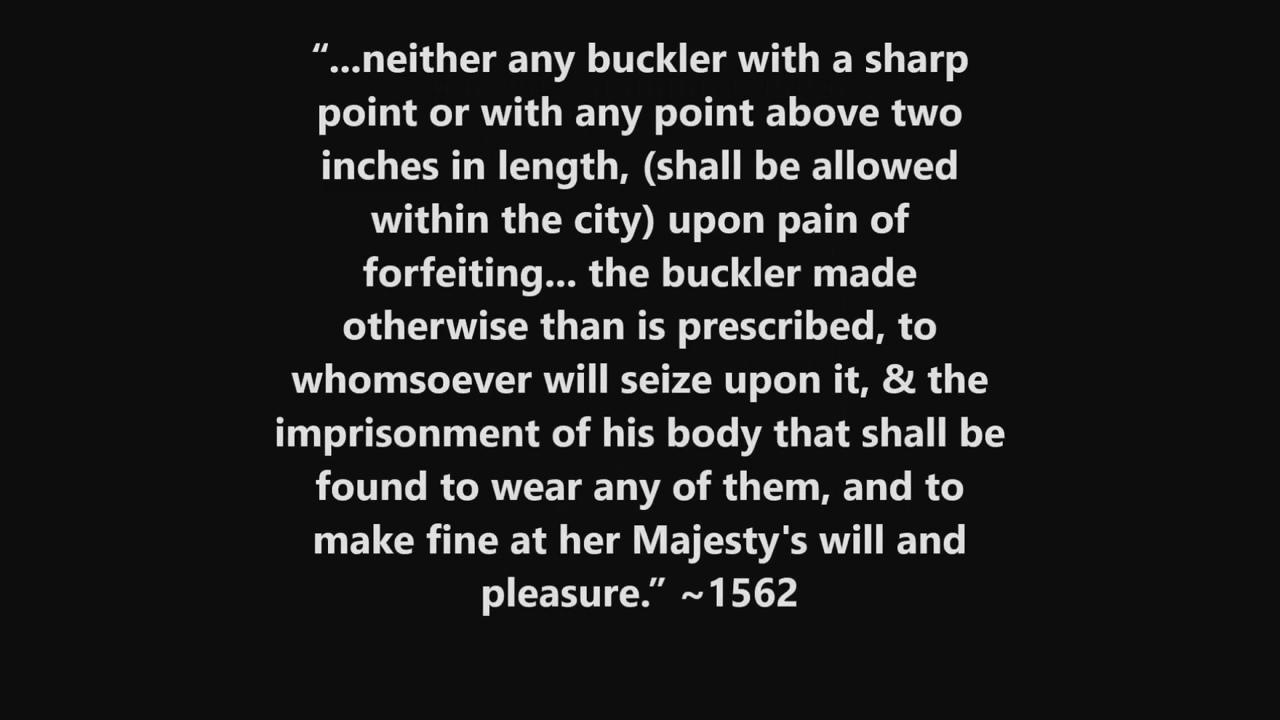 “...neither any buckler with a sharp
point or with any point above two
inches in length, (shall be allowed
within the city) upon pain of
forfeiting... the buckler made
otherwise than is prescribed, to
whomsoever will seize upon it, & the
imprisonment of his body that shall be
found to wear any of them, and to
make fine at her Majesty's will and
pleasure.” ~1562